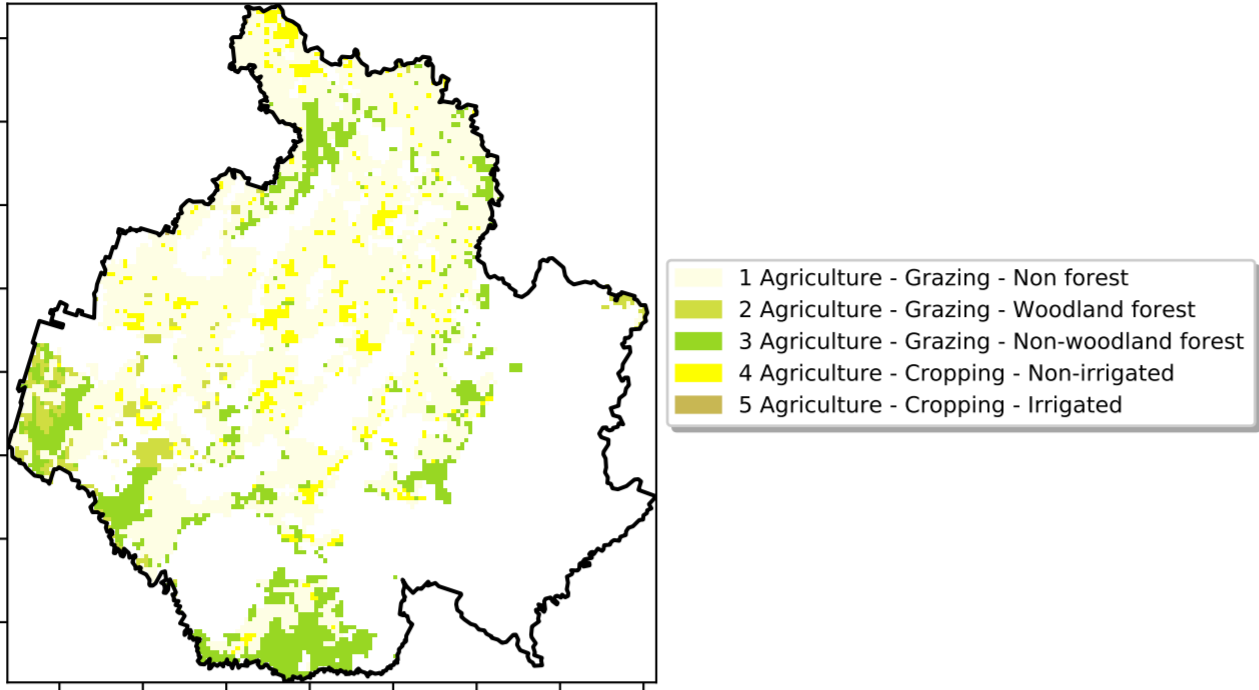 1 Agriculture - Grazing - Non forest
2 Agriculture - Grazing - Woodland forest
3 Agriculture - Grazing - Non-woodland forest
4 Agriculture - Cropping - Non-irrigated
5 Agriculture - Cropping - Irrigated